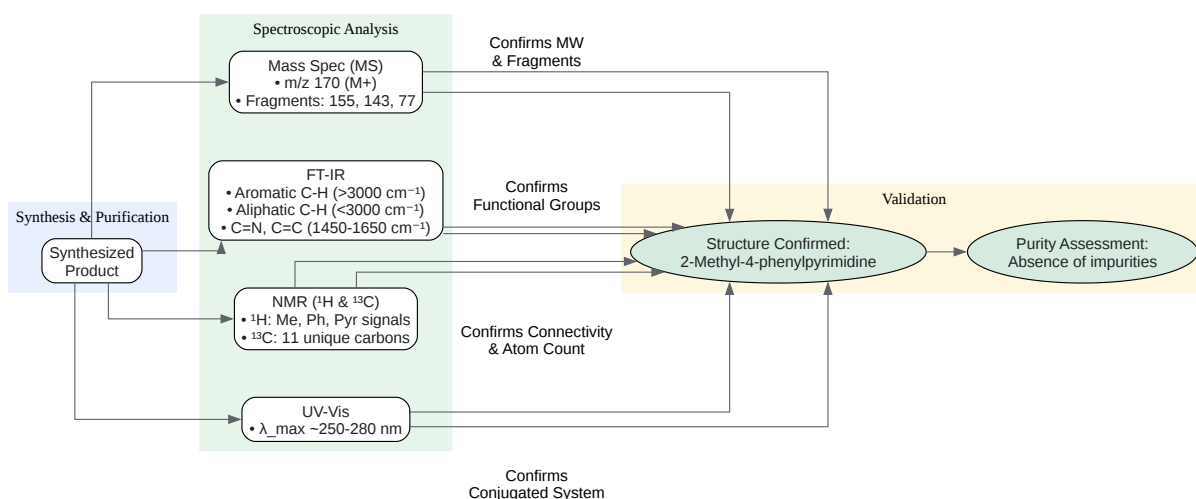 Spectroscopic Analysis
Mass Spec (MS)
• m/z 170 (M+)
• Fragments: 155, 143, 77
Confirms MW
& Fragments
FT-IR
• Aromatic C-H (>3000 cm⁻¹)
• Aliphatic C-H (<3000 cm⁻¹)
• C=N, C=C (1450-1650 cm⁻¹)
Confirms
Functional Groups
Synthesis & Purification
Synthesized
Product
NMR (¹H & ¹³C)
• ¹H: Me, Ph, Pyr signals
• ¹³C: 11 unique carbons
Confirms Connectivity
& Atom Count
UV-Vis
• λ_max ~250-280 nm
Confirms
Conjugated System
Validation
Structure Confirmed:
2-Methyl-4-phenylpyrimidine
Purity Assessment:
Absence of impurities